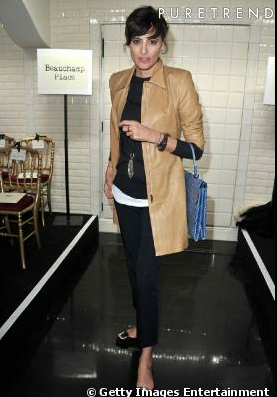 PURETREND
Beauchamp
Place
© Getty Images Entertainment